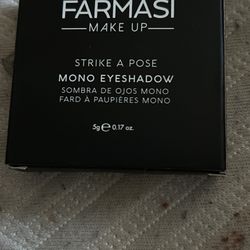 FARMASI
MAKE UP
STRIKE A POSE
MONO EYESHADOW
SOMBRA DE OJOS MONO
FARD À PAUPIÈRES MONO
5g ℮ 0.17 oz.